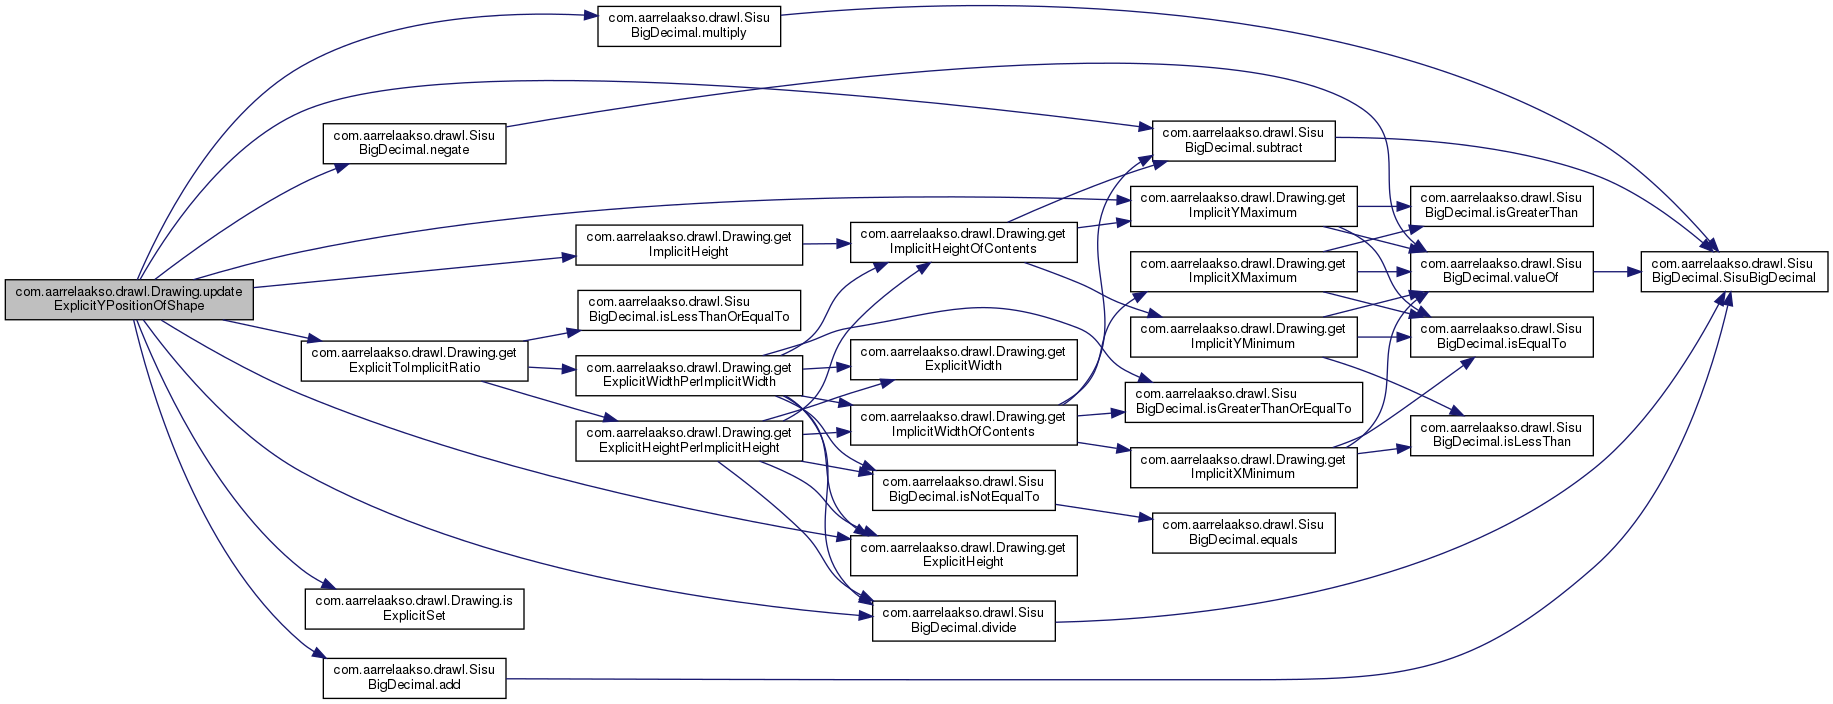 com.aarrelaakso.drawl.Drawing.update
ExplicitYPositionOfShape
com.aarrelaakso.drawl.Sisu
BigDecimal.multiply
com.aarrelaakso.drawl.Sisu
BigDecimal.negate
com.aarrelaakso.drawl.Drawing.get
ImplicitHeight
com.aarrelaakso.drawl.Sisu
BigDecimal.isLessThanOrEqualTo
com.aarrelaakso.drawl.Drawing.get
ExplicitToImplicitRatio
com.aarrelaakso.drawl.Drawing.get
ExplicitWidthPerImplicitWidth
com.aarrelaakso.drawl.Drawing.get
ExplicitHeightPerImplicitHeight
com.aarrelaakso.drawl.Drawing.is
ExplicitSet
com.aarrelaakso.drawl.Sisu
BigDecimal.add
com.aarrelaakso.drawl.Drawing.get
ImplicitHeightOfContents
com.aarrelaakso.drawl.Drawing.get
ExplicitWidth
com.aarrelaakso.drawl.Drawing.get
ImplicitWidthOfContents
com.aarrelaakso.drawl.Sisu
BigDecimal.isNotEqualTo
com.aarrelaakso.drawl.Drawing.get
ExplicitHeight
com.aarrelaakso.drawl.Sisu
BigDecimal.divide
com.aarrelaakso.drawl.Sisu
BigDecimal.subtract
com.aarrelaakso.drawl.Drawing.get
ImplicitYMaximum
com.aarrelaakso.drawl.Drawing.get
ImplicitXMaximum
com.aarrelaakso.drawl.Drawing.get
ImplicitYMinimum
com.aarrelaakso.drawl.Sisu
BigDecimal.isGreaterThanOrEqualTo
com.aarrelaakso.drawl.Drawing.get
ImplicitXMinimum
com.aarrelaakso.drawl.Sisu
BigDecimal.equals
com.aarrelaakso.drawl.Sisu
BigDecimal.isGreaterThan
com.aarrelaakso.drawl.Sisu
BigDecimal.valueOf
com.aarrelaakso.drawl.Sisu
BigDecimal.isEqualTo
com.aarrelaakso.drawl.Sisu
BigDecimal.isLessThan
com.aarrelaakso.drawl.Sisu
BigDecimal.SisuBigDecimal